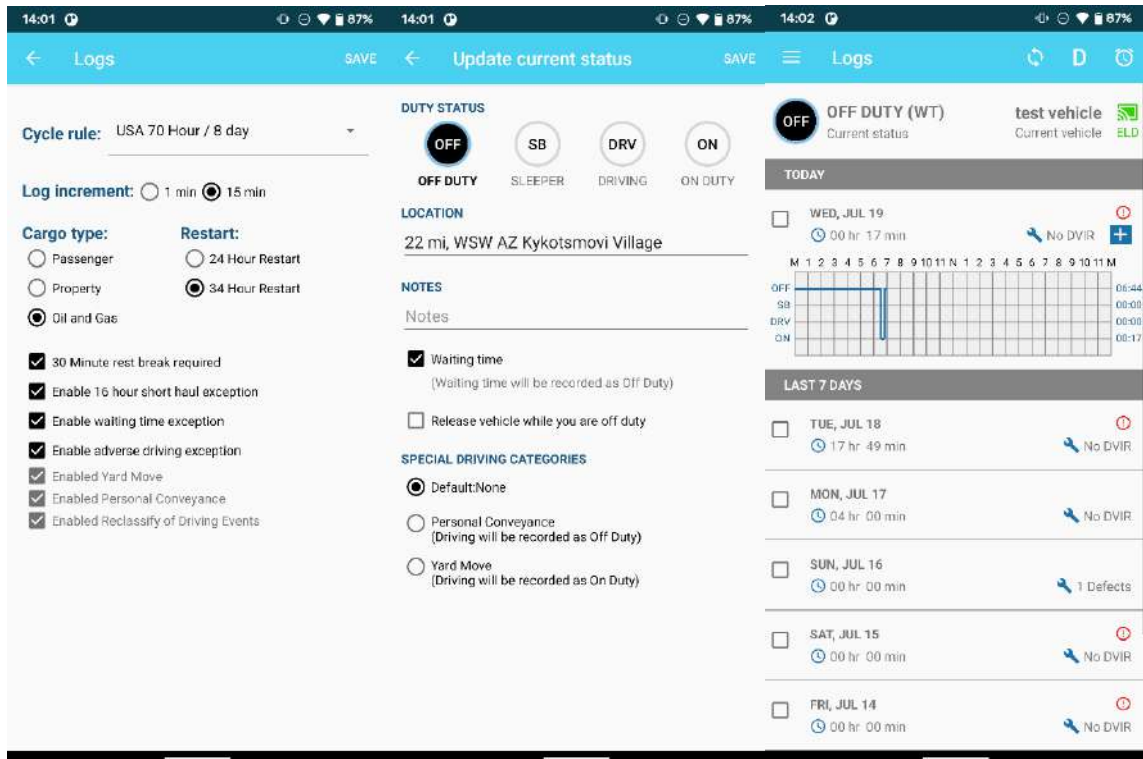 14:01
87%
Logs
SAVE
Cycle rule: USA 70 Hour / 8 day
Log increment: 1 min 15 min
Cargo type: Restart:
Passenger 24 Hour Restart
Property 34 Hour Restart
Oil and Gas
30 Minute rest break required
Enable 16 hour short haul exception
Enable waiting time exception
Enable adverse driving exception
Enabled Yard Move
Enabled Personal Conveyance
Enabled Reclassify of Driving Events
14:01
87%
Update current status
SAVE
DUTY STATUS
OFF SB DRV ON
OFF DUTY SLEEPER DRIVING ON DUTY
LOCATION
22 mi, WSW AZ Kykotsmovi Village
NOTES
Notes
Waiting time
(Waiting time will be recorded as Off Duty)
Release vehicle while you are off duty
SPECIAL DRIVING CATEGORIES
Default:None
Personal Conveyance
(Driving will be recorded as Off Duty)
Yard Move
(Driving will be recorded as On Duty)
14:02
87%
Logs
D
OFF
OFF DUTY (WT) test vehicle
Current status Current vehicle ELD
TODAY
WED, JUL 19
00 hr 17 min No DVIR
M 1 2 3 4 5 6 7 8 9 10 11 N 1 2 3 4 5 6 7 8 9 10 11 M
OFF 06:44
SB 00:00
DRV 00:00
ON 00:17
LAST 7 DAYS
TUE, JUL 18
17 hr 49 min No DVIR
MON, JUL 17
04 hr 00 min No DVIR
SUN, JUL 16
00 hr 00 min 1 Defects
SAT, JUL 15
00 hr 00 min No DVIR
FRI, JUL 14
00 hr 00 min No DVIR